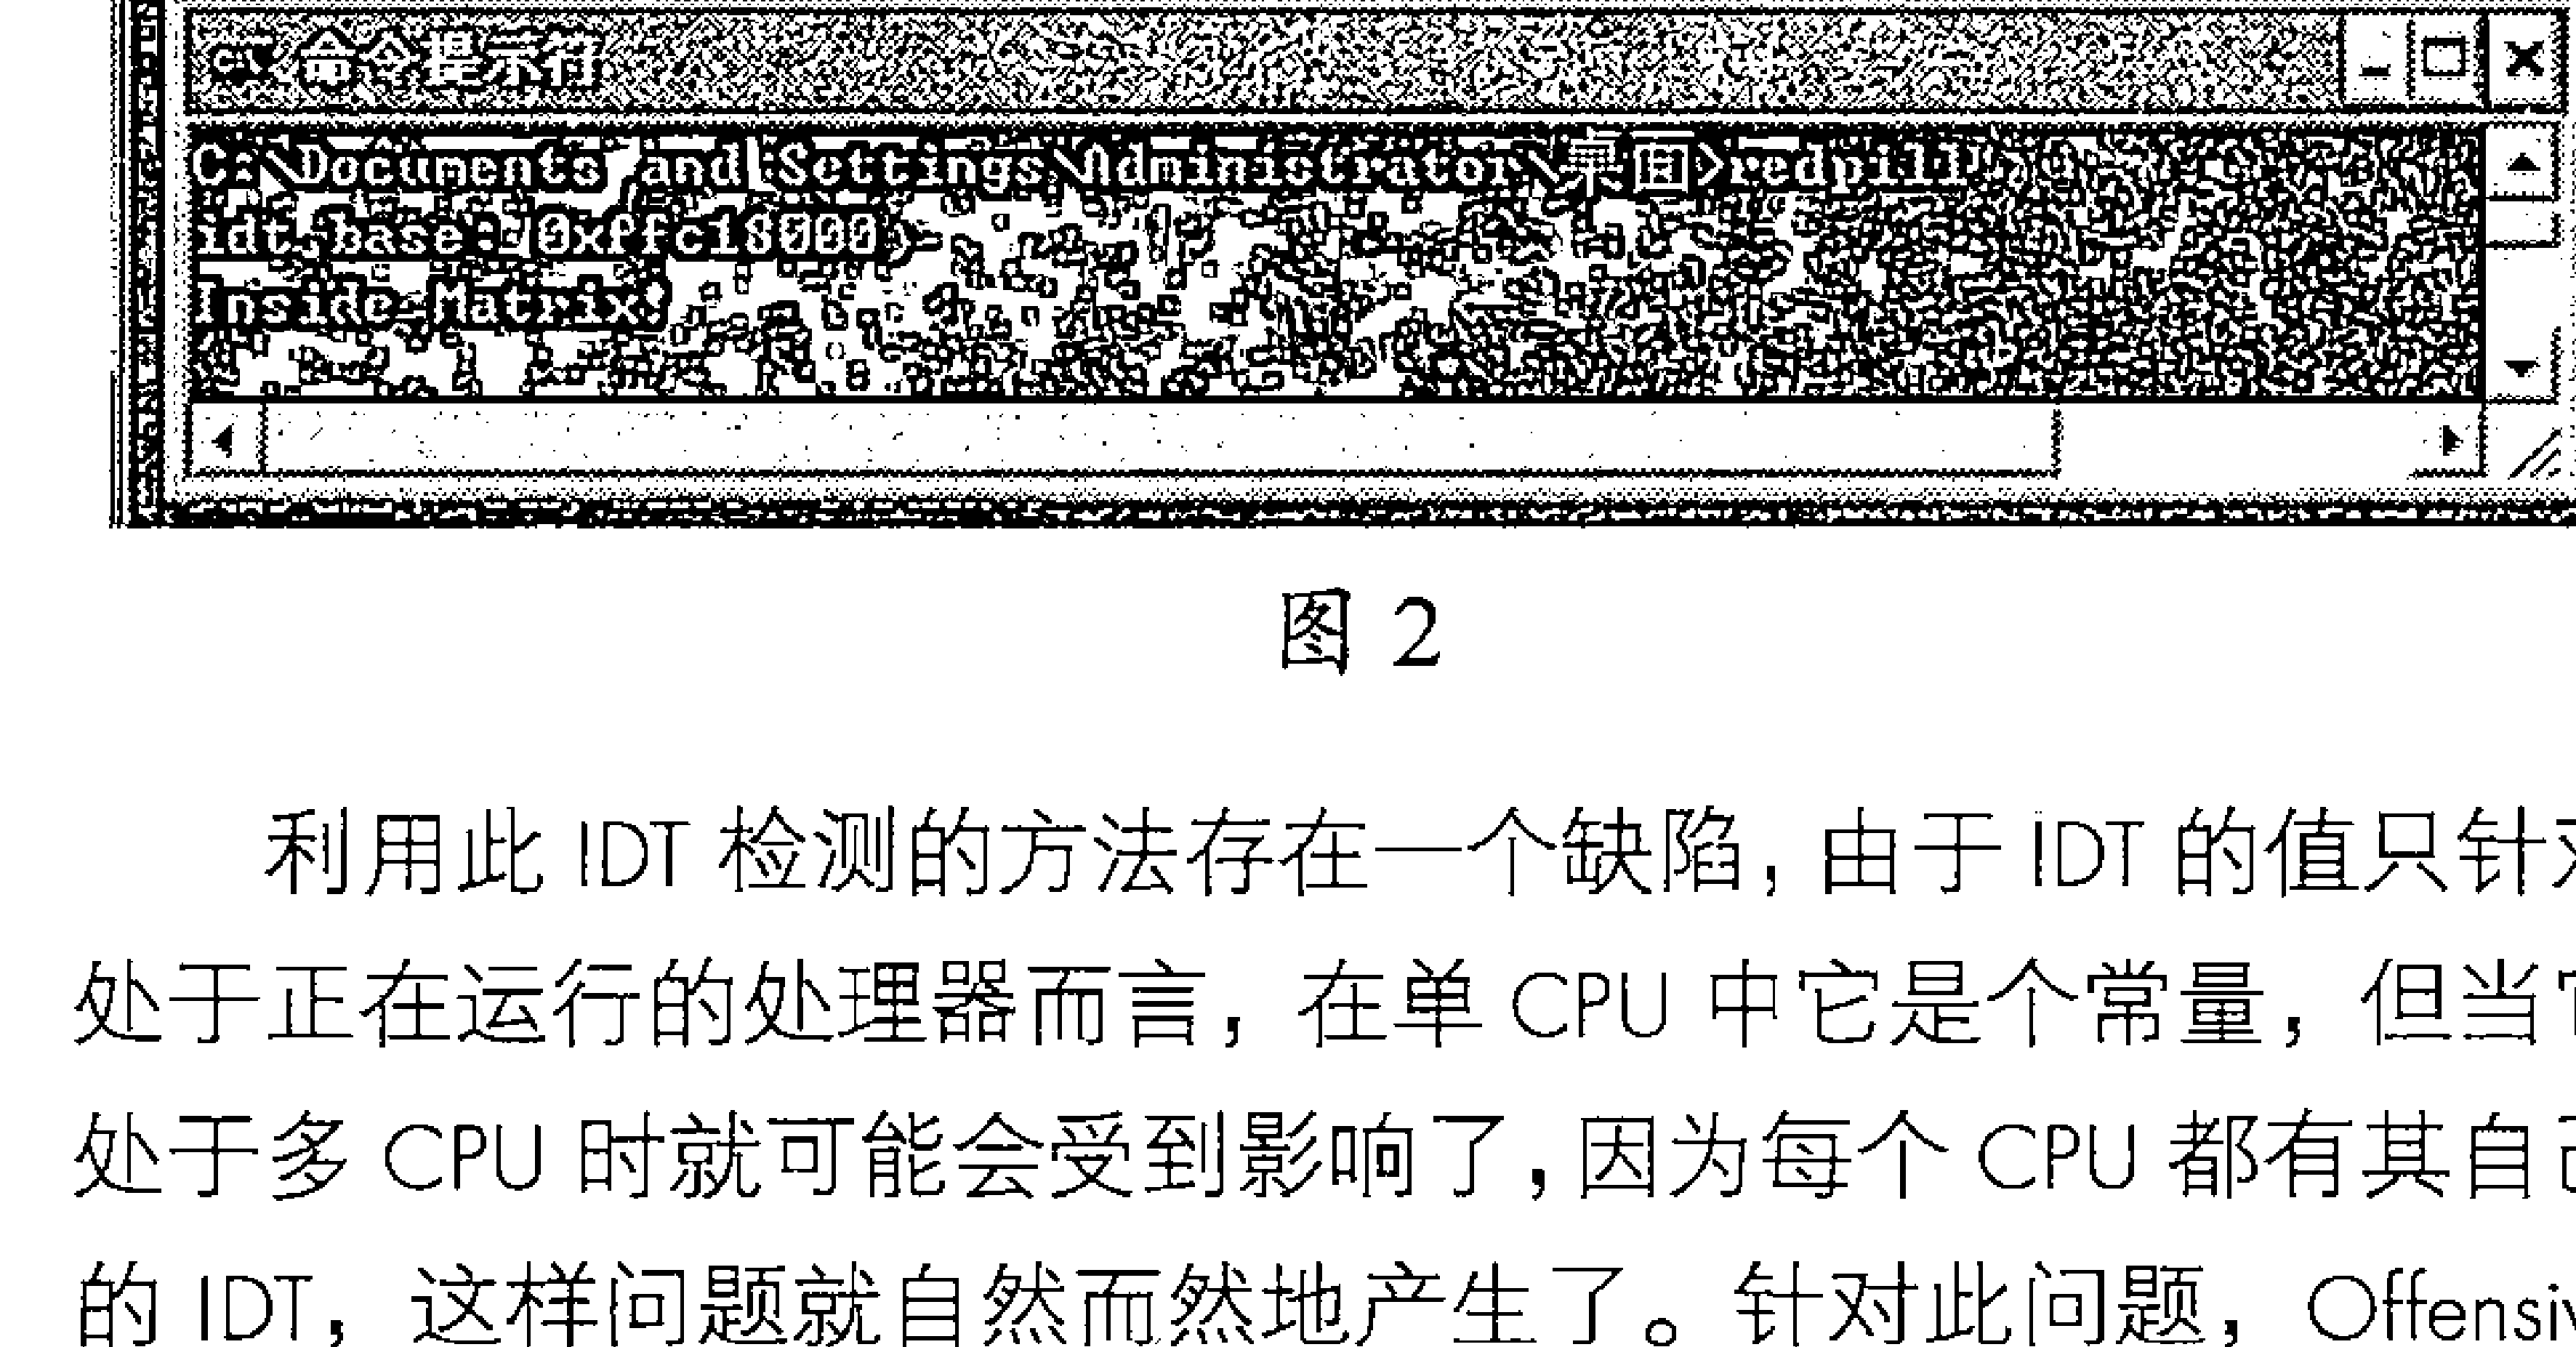 命令提示符
C:\Documents and Settings\Administrator\桌面>redpill
idt base: 0xffc18000
Inside Matrix!
图 2
利用此 IDT 检测的方法存在一个缺陷，由于 IDT 的值只针对
处于正在运行的处理器而言，在单 CPU 中它是个常量，但当它
处于多 CPU 时就可能会受到影响了，因为每个 CPU 都有其自己
的 IDT，这样问题就自然而然地产生了。针对此问题，Offensiv